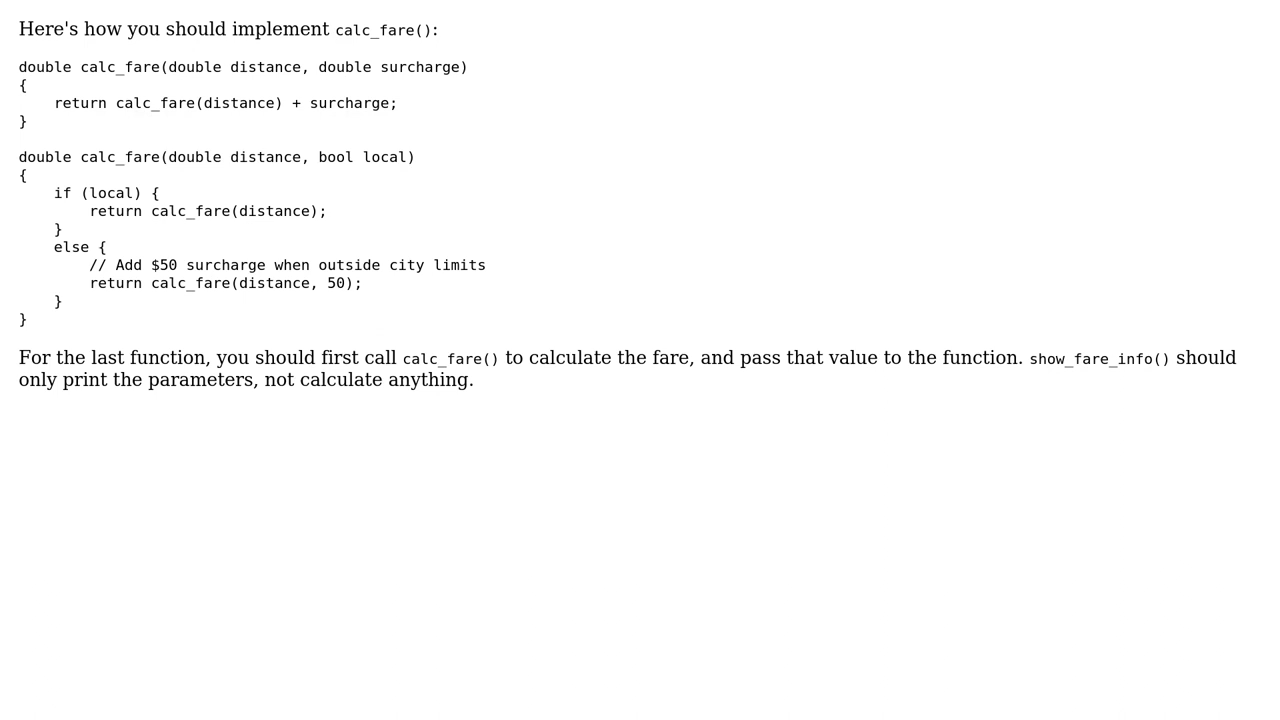 Here's how you should implement calc_fare():
double calc_fare(double distance, double surcharge)
{
    return calc_fare(distance) + surcharge;
}
double calc_fare(double distance, bool local)
{
    if (local) {
        return calc_fare(distance);
    }
    else {
        // Add $50 surcharge when outside city limits
        return calc_fare(distance, 50);
    }
}
For the last function, you should first call calc_fare() to calculate the fare, and pass that value to the function. show_fare_info() should
only print the parameters, not calculate anything.